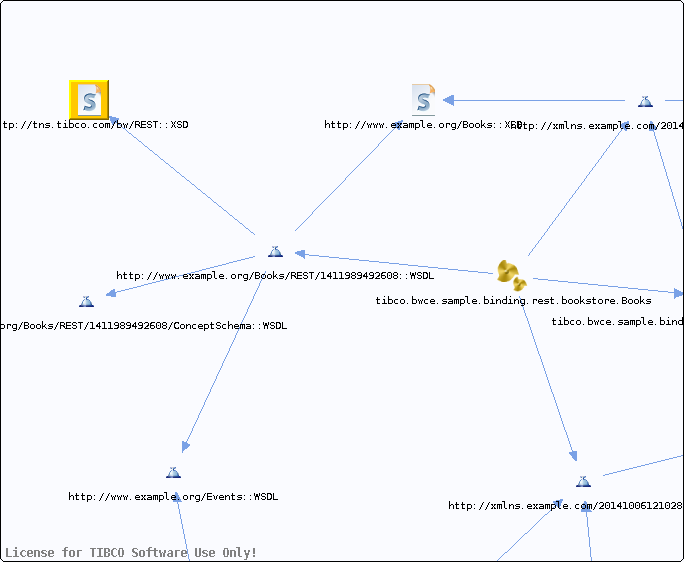 tp://tns.tibco.com/bw/REST::XSD
http://www.example.org/Books::XSD
http://xmlns.example.com/2014
http://www.example.org/Books/REST/1411989492608::WSDL
tibco.bwce.sample.binding.rest.bookstore.Books
org/Books/REST/1411989492608/ConceptSchema::WSDL
tibco.bwce.sample.bind
http://www.example.org/Events::WSDL
http://xmlns.example.com/20141006121028
License for TIBCO Software Use Only!